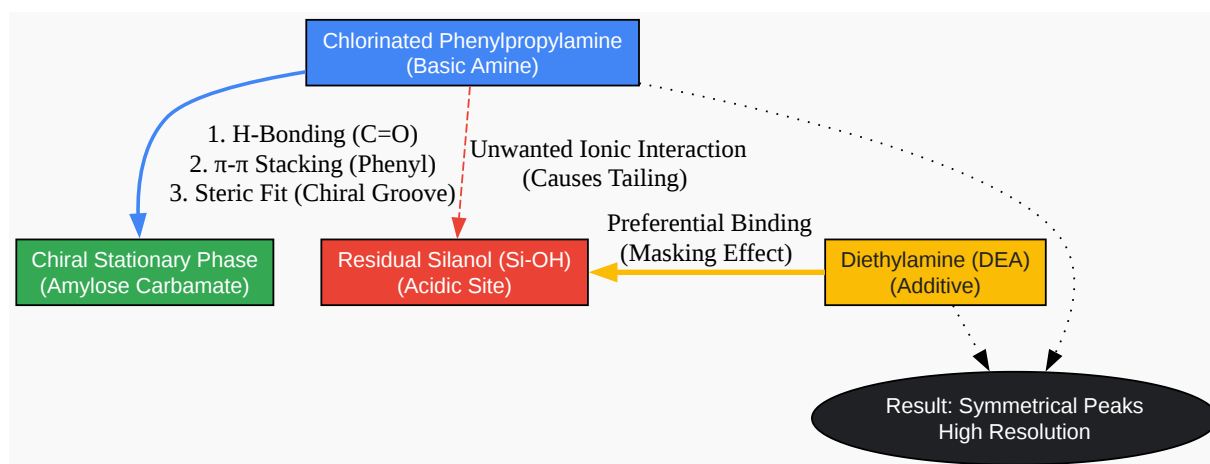 Chlorinated Phenylpropylamine
(Basic Amine)
1. H-Bonding (C=O)
2. π-π Stacking (Phenyl)
3. Steric Fit (Chiral Groove)
Unwanted Ionic Interaction
(Causes Tailing)
Preferential Binding
(Masking Effect)
Chiral Stationary Phase
(Amylose Carbamate)
Residual Silanol (Si-OH)
(Acidic Site)
Diethylamine (DEA)
(Additive)
Result: Symmetrical Peaks
High Resolution